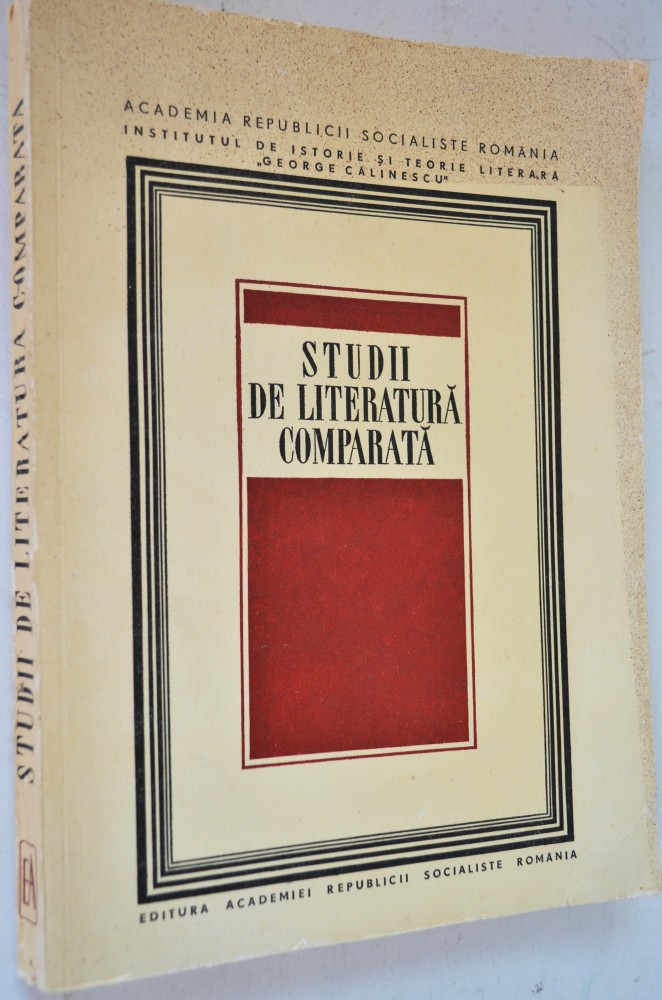 ACADEMIA REPUBLICII SOCIALISTE ROMÂNIA
INSTITUTUL DE ISTORIE ȘI TEORIE LITERARĂ
„GEORGE CĂLINESCU"
STUDII
DE LITERATURĂ
COMPARATĂ
EDITURA ACADEMIEI REPUBLICII SOCIALISTE ROMÂNIA
STUDII DE LITERATURĂ COMPARATĂ
EA